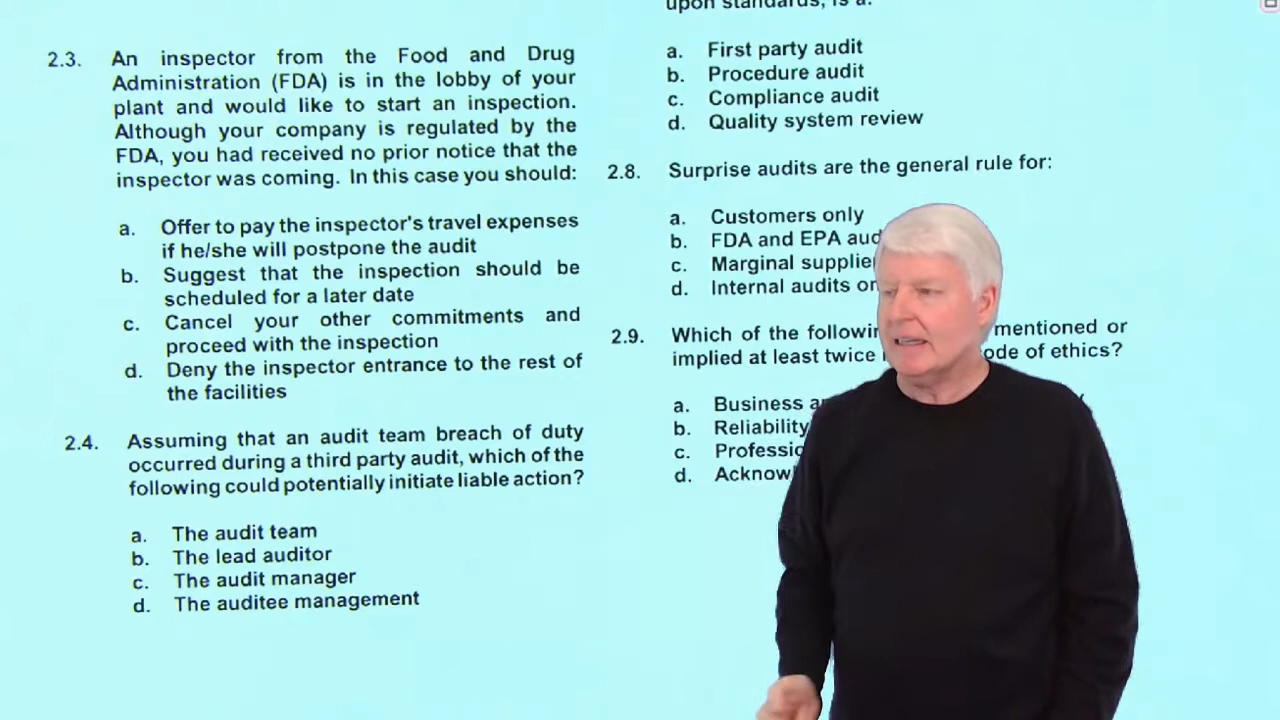 2.3. An inspector from the Food and Drug
Administration (FDA) is in the lobby of your
plant and would like to start an inspection.
Although your company is regulated by the
FDA, you had received no prior notice that the
inspector was coming. In this case you should:
a. Offer to pay the inspector's travel expenses
if he/she will postpone the audit
b. Suggest that the inspection should be
scheduled for a later date
c. Cancel your other commitments and
proceed with the inspection
d. Deny the inspector entrance to the rest of
the facilities
2.4. Assuming that an audit team breach of duty
occurred during a third party audit, which of the
following could potentially initiate liable action?
a. The audit team
b. The lead auditor
c. The audit manager
d. The auditee management
upon standards, is a:
a. First party audit
b. Procedure audit
c. Compliance audit
d. Quality system review
2.8. Surprise audits are the general rule for:
a. Customers only
b. FDA and EPA
c. Marginal
d. Internal audits
2.9. Which of the mentioned or
implied at least twice of ethics?
a. Business
b. Reliability
c.
d.